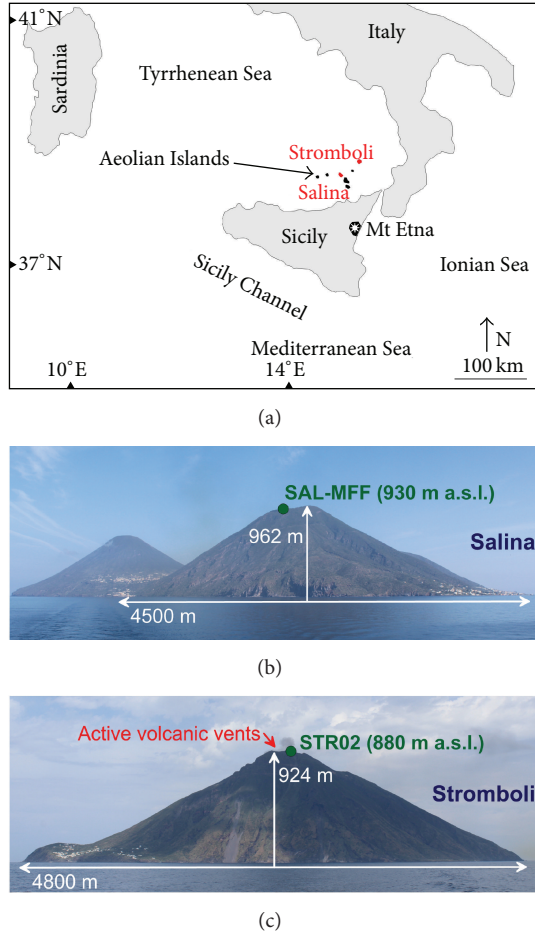 41°N
Italy
Sardinia
Tyrrhenean Sea
Aeolian Islands
Stromboli
Salina
Sicily
Mt Etna
37°N
Sicily Channel
Ionian Sea
N
Mediterranean Sea
100 km
10°E
14°E
(a)
SAL-MFF (930 m a.s.l.)
962 m
Salina
4500 m
(b)
Active volcanic vents
STR02 (880 m a.s.l.)
924 m
Stromboli
4800 m
(c)